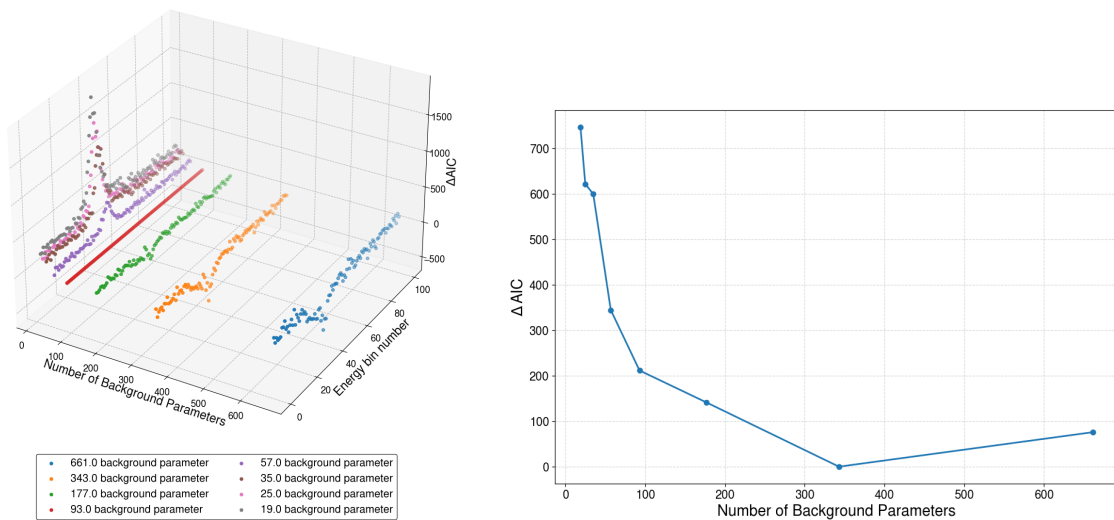 1500
1000
500
0
-500
ΔAIC
0
100
200
300
400
500
600
Number of Background Parameters
0
20
40
60
80
100
Energy bin number
661.0 background parameter
343.0 background parameter
177.0 background parameter
93.0 background parameter
57.0 background parameter
35.0 background parameter
25.0 background parameter
19.0 background parameter
700
600
500
400
300
200
100
0
Δ AIC
0
100
200
300
400
500
600
Number of Background Parameters